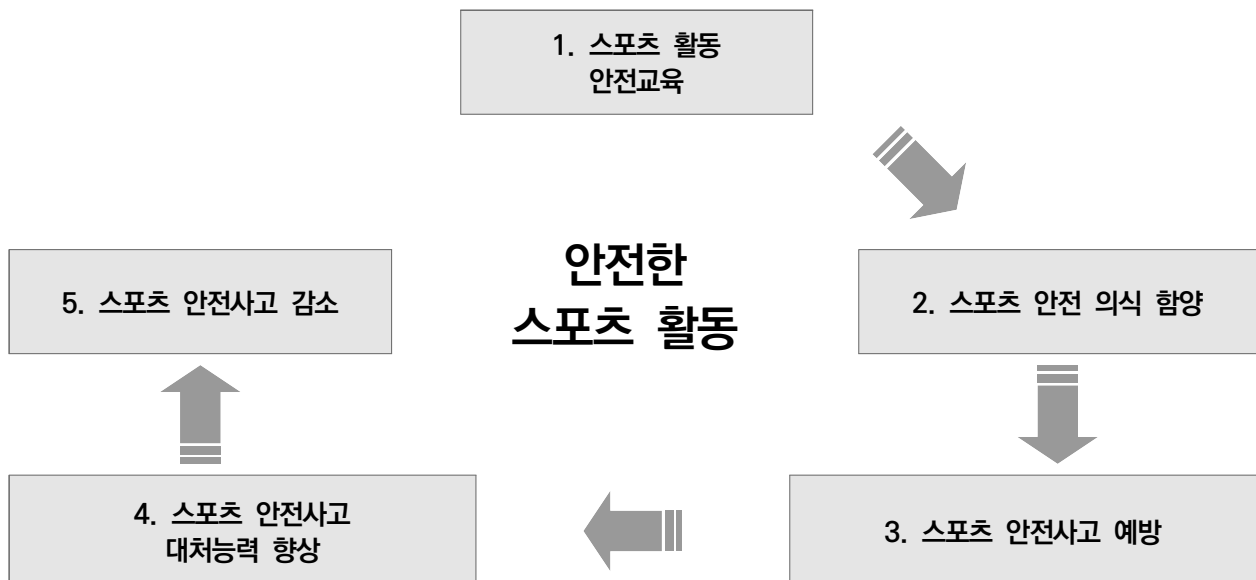 1. 스포츠 활동
안전교육
안전한
스포츠 활동
5. 스포츠 안전사고 감소
2. 스포츠 안전 의식 함양
4. 스포츠 안전사고
대처능력 향상
3. 스포츠 안전사고 예방